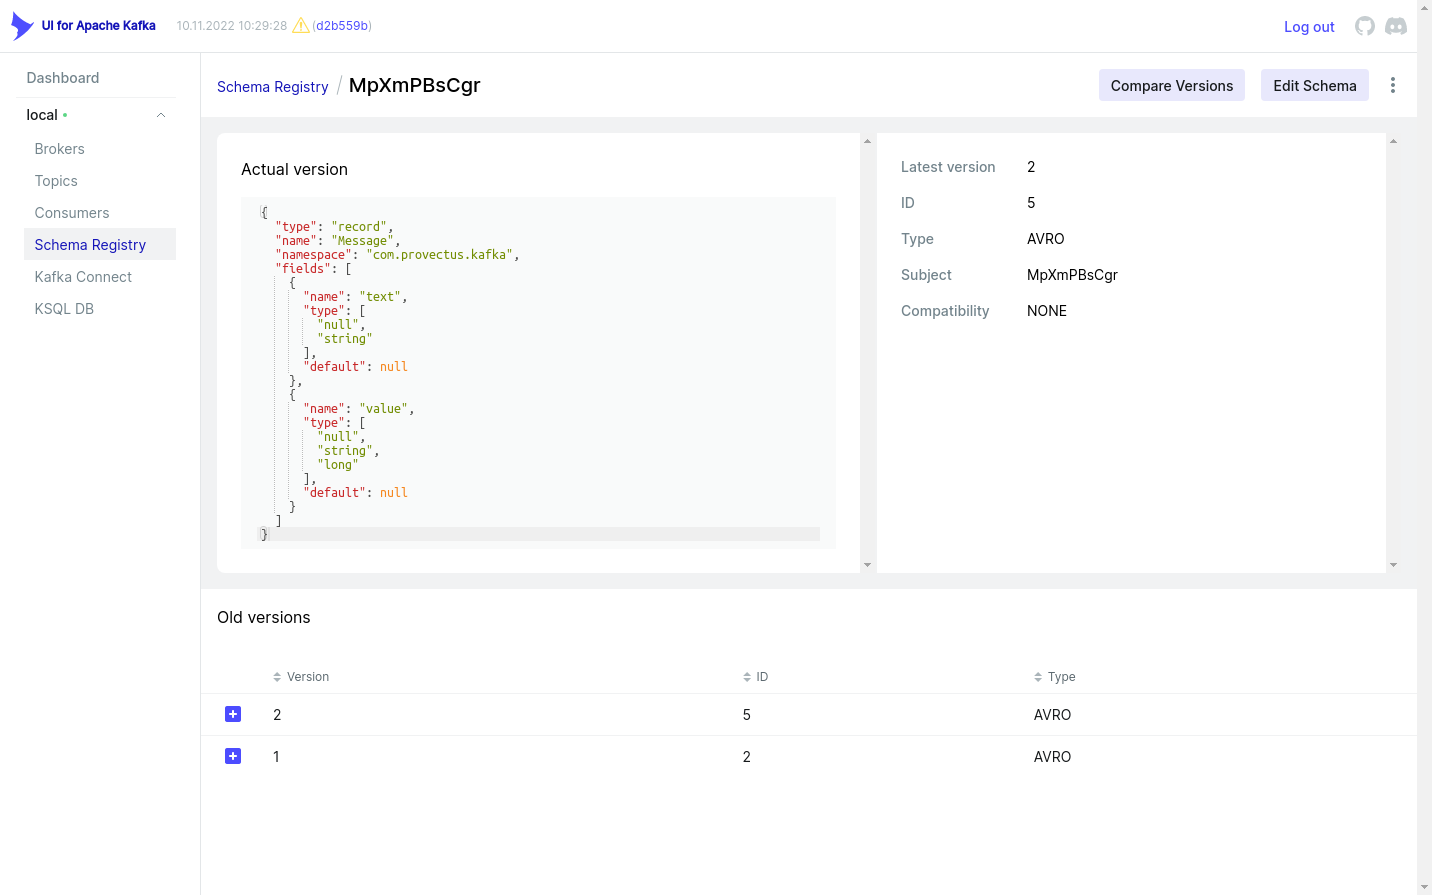 UI for Apache Kafka
10.11.2022 10:29:28 (d2b559b)
Log out
Dashboard
local
Brokers
Topics
Consumers
Schema Registry
Kafka Connect
KSQL DB
Schema Registry / MpXmPBsCgr
Compare Versions
Edit Schema
Actual version
{
  "type": "record",
  "name": "Message",
  "namespace": "com.provectus.kafka",
  "fields": [
    {
      "name": "text",
      "type": [
        "null",
        "string"
      ],
      "default": null
    },
    {
      "name": "value",
      "type": [
        "null",
        "string",
        "long"
      ],
      "default": null
    }
  ]
}
Latest version 2
ID 5
Type AVRO
Subject MpXmPBsCgr
Compatibility NONE
Old versions
Version ID Type
2 5 AVRO
1 2 AVRO